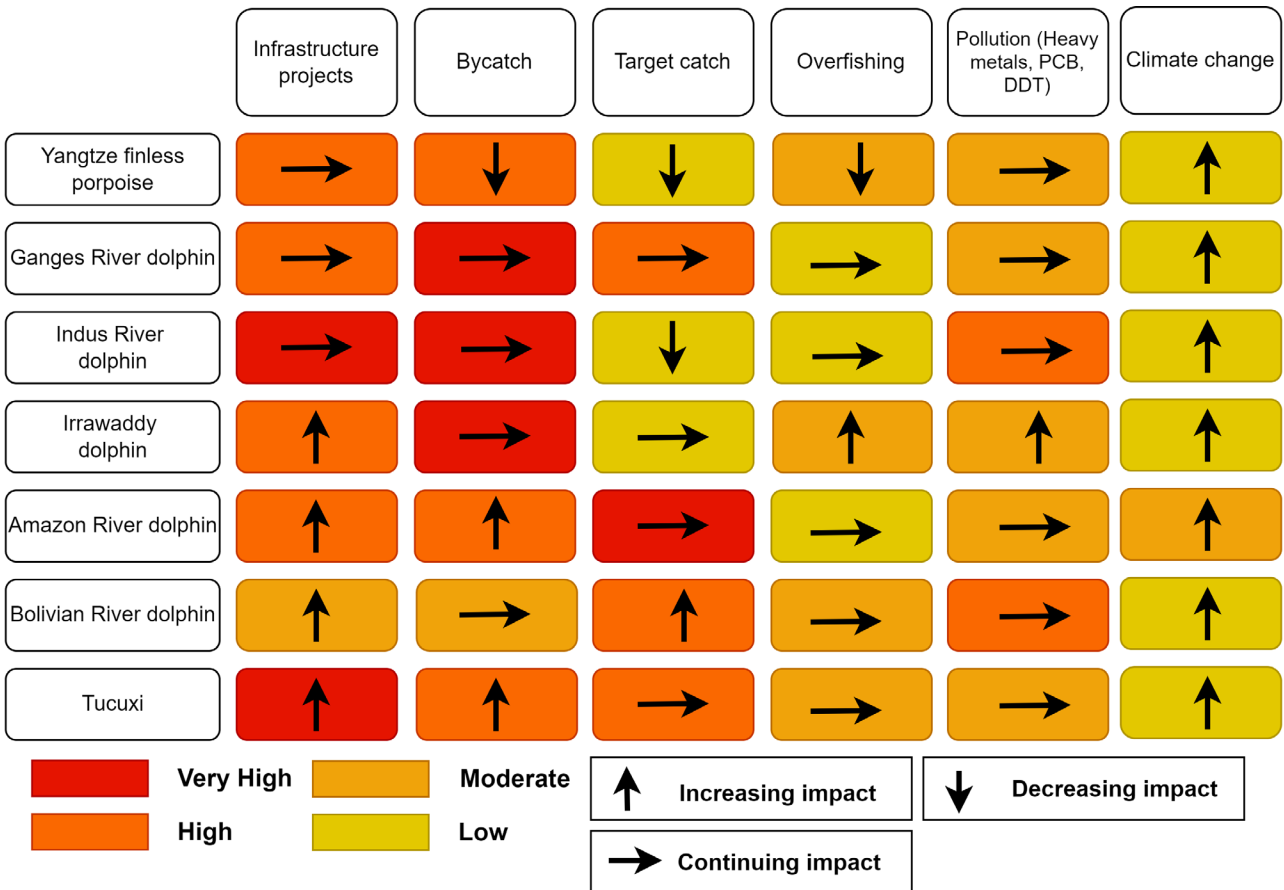 Infrastructure
projects
Bycatch
Target catch
Overfishing
Pollution (Heavy
metals, PCB,
DDT)
Climate change
Yangtze finless
porpoise
Ganges River dolphin
Indus River
dolphin
Irrawaddy
dolphin
Amazon River dolphin
Bolivian River dolphin
Tucuxi
Very High
Moderate
High
Low
Increasing impact
Decreasing impact
Continuing impact